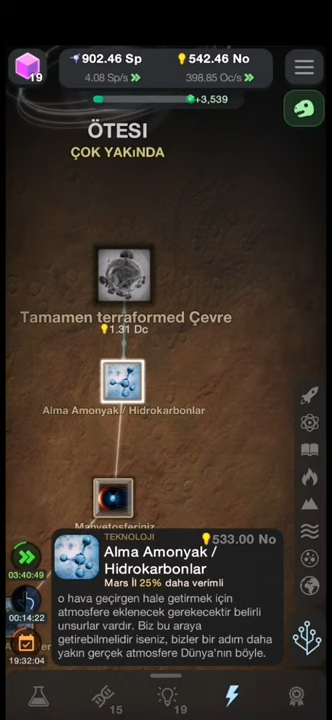 902.46 Sp
542.46 No
19
4.08 Sp/s
398.85 Oc/s
+3,539
ÖTESI
ÇOK YAKıNDA
Tamamen terraformed Çevre
1.31 Dc
Alma Amonyak / Hidrokarbonlar
Manyetosferiniz
TEKNOLOJI
533.00 No
Alma Amonyak /
Hidrokarbonlar
Mars İl 25% daha verimli
o hava geçirgen hale getirmek için
atmosfere eklenecek gerekecektir belirli
unsurlar vardır. Biz bu araya
getirebilmelidir iseniz, bizler bir adım daha
yakın gerçek atmosfere Dünya'nın böyle.
03:40:49
00:14:22
19:32:04
15
19